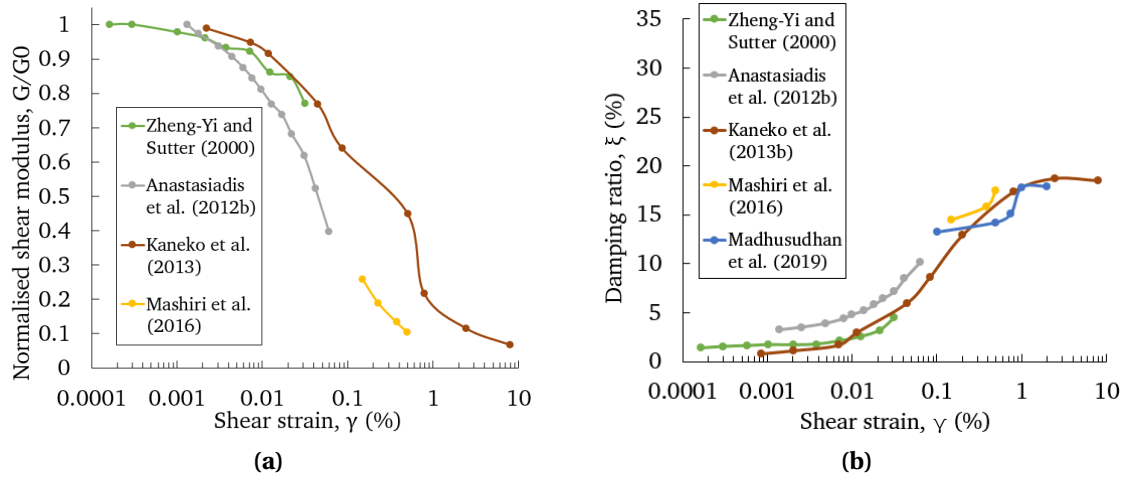 Normalised shear modulus, G/G0
1
0.9
0.8
0.7
0.6
0.5
0.4
0.3
0.2
0.1
0
Zheng-Yi and
Sutter (2000)
Anastasiadis
et al. (2012b)
Kaneko et al.
(2013)
Mashiri et al.
(2016)
0.0001 0.001 0.01 0.1 1 10
Shear strain, γ (%)
(a)
Damping ratio, ξ (%)
35
30
25
20
15
10
5
0
Zheng-Yi and
Sutter (2000)
Anastasiadis
et al. (2012b)
Kaneko et al.
(2013b)
Mashiri et al.
(2016)
Madhusudhan
et al. (2019)
0.0001 0.001 0.01 0.1 1 10
Shear strain, γ (%)
(b)